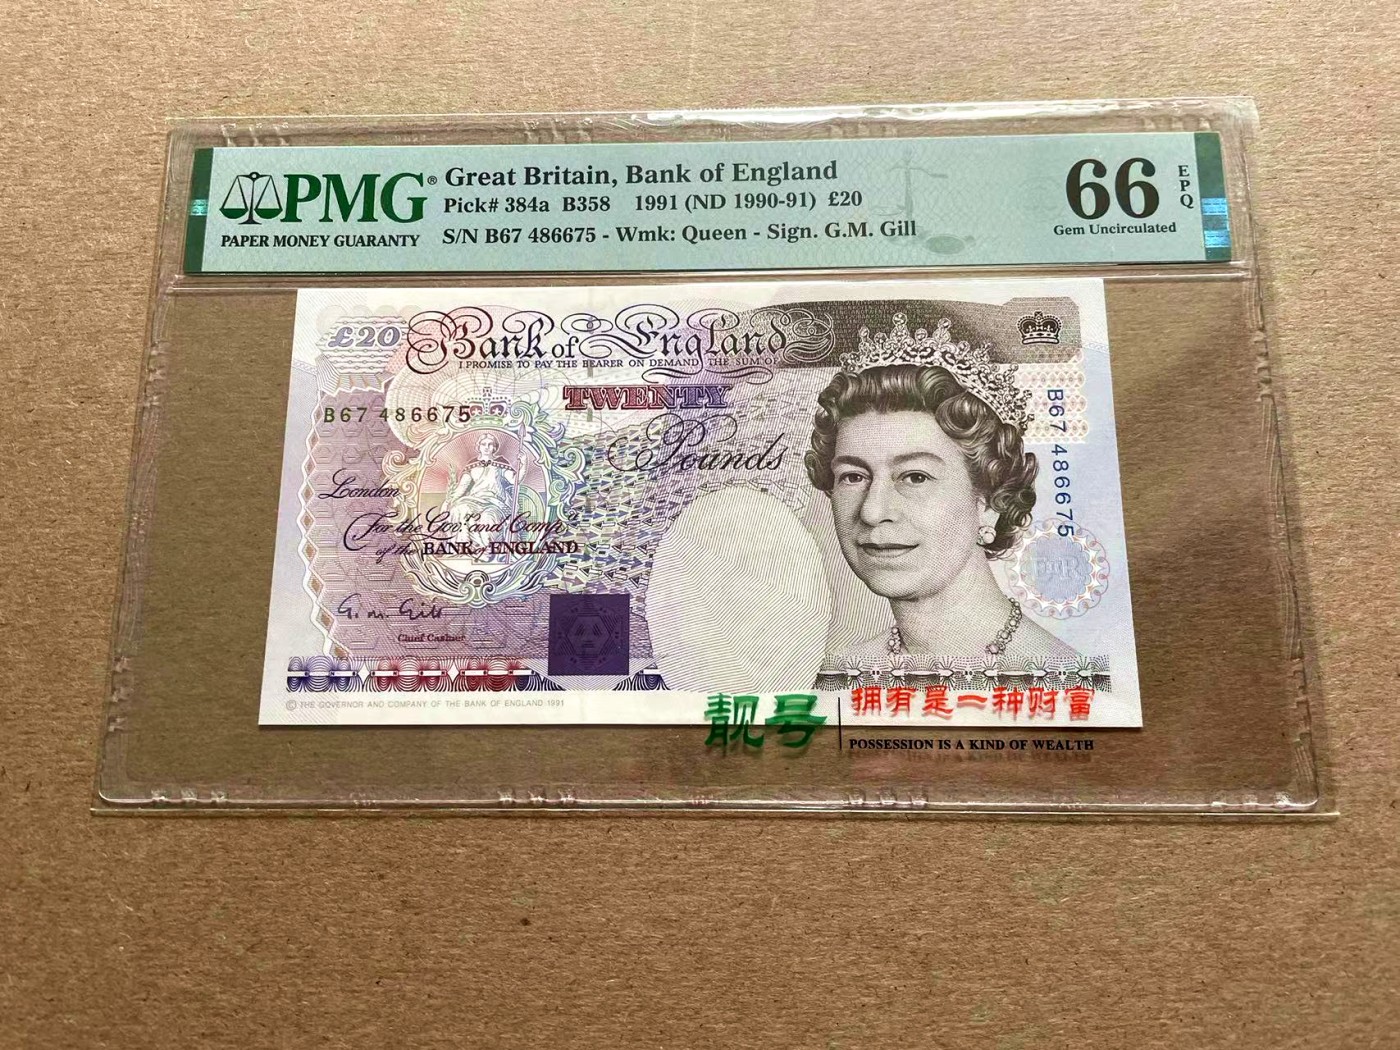 PMG®
PAPER MONEY GUARANTY
Great Britain, Bank of England
Pick# 384a B358 1991 (ND 1990-91) £20
S/N B67 486675 - Wmk: Queen - Sign. G.M. Gill
66
EPQ
Gem Uncirculated
£20
Bank of England
I PROMISE TO PAY THE BEARER ON DEMAND THE SUM OF
TWENTY
Pounds
B67 486675
B67 486675
London
For the Govr. and Compa.
of the BANK of ENGLAND
G. M. Gill
Chief Cashier
EIIR
© THE GOVERNOR AND COMPANY OF THE BANK OF ENGLAND 1991
靓号
拥有是一种财富
POSSESSION IS A KIND OF WEALTH